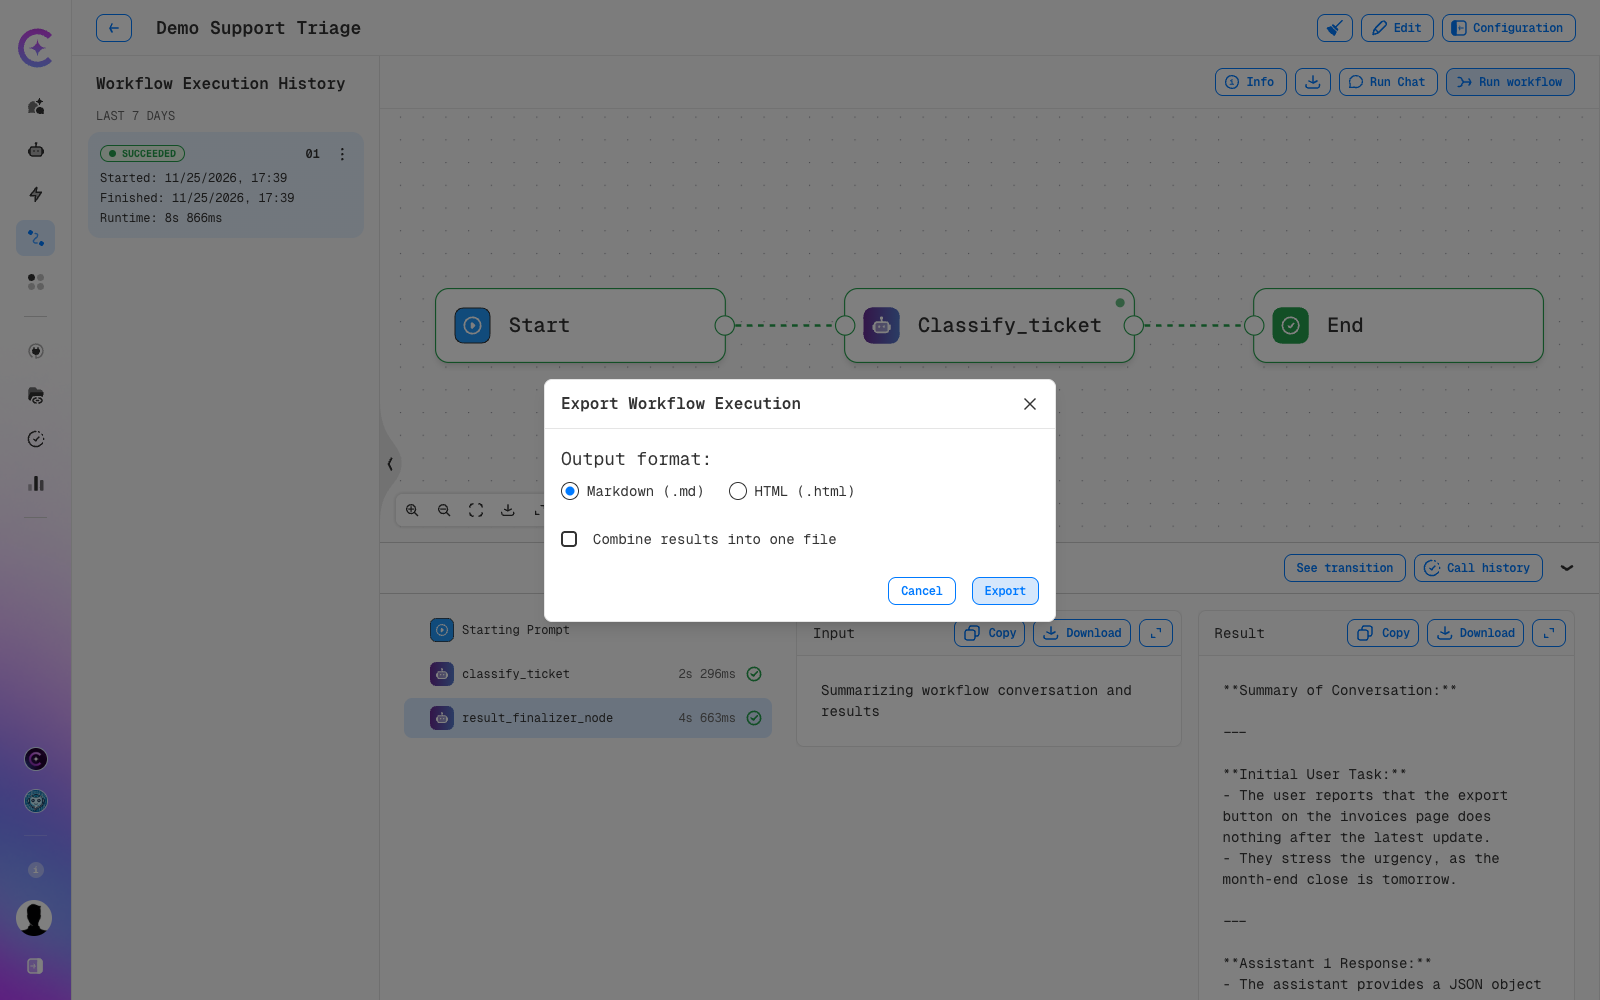 Demo Support Triage
Edit
Configuration
Workflow Execution History
LAST 7 DAYS
SUCCEEDED
01
Started: 11/25/2026, 17:39
Finished: 11/25/2026, 17:39
Runtime: 8s 866ms
Info
Run Chat
Run workflow
Start
Classify_ticket
End
Export Workflow Execution
Output format:
Markdown (.md)
HTML (.html)
Combine results into one file
Cancel
Export
See transition
Call history
Starting Prompt
classify_ticket
2s 296ms
result_finalizer_node
4s 663ms
Input
Copy
Download
Summarizing workflow conversation and
results
Result
Copy
Download
**Summary of Conversation:**
---
**Initial User Task:**
- The user reports that the export
button on the invoices page does
nothing after the latest update.
- They stress the urgency, as the
month-end close is tomorrow.
---
**Assistant 1 Response:**
- The assistant provides a JSON object